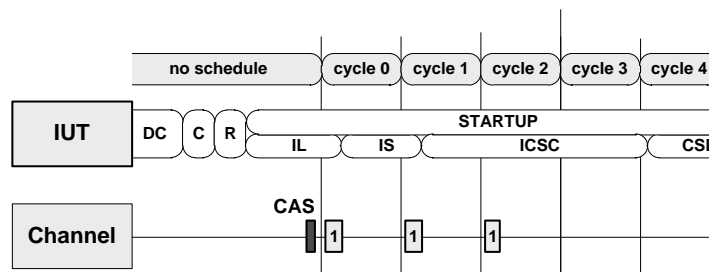 no schedule cycle 0 cycle 1 cycle 2 cycle 3 cycle 4
IUT DC C R STARTUP
IL IS ICSC
CAS
Channel 1 1 1